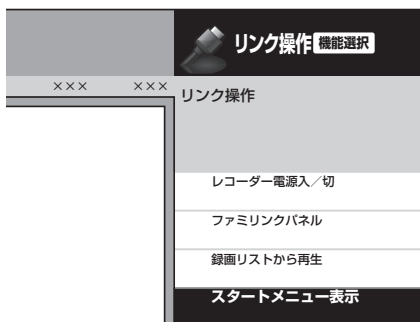 リンク操作 機能選択
××× ×××
リンク操作
レコーダー電源入／切
ファミリンクパネル
録画リストから再生
スタートメニュー表示